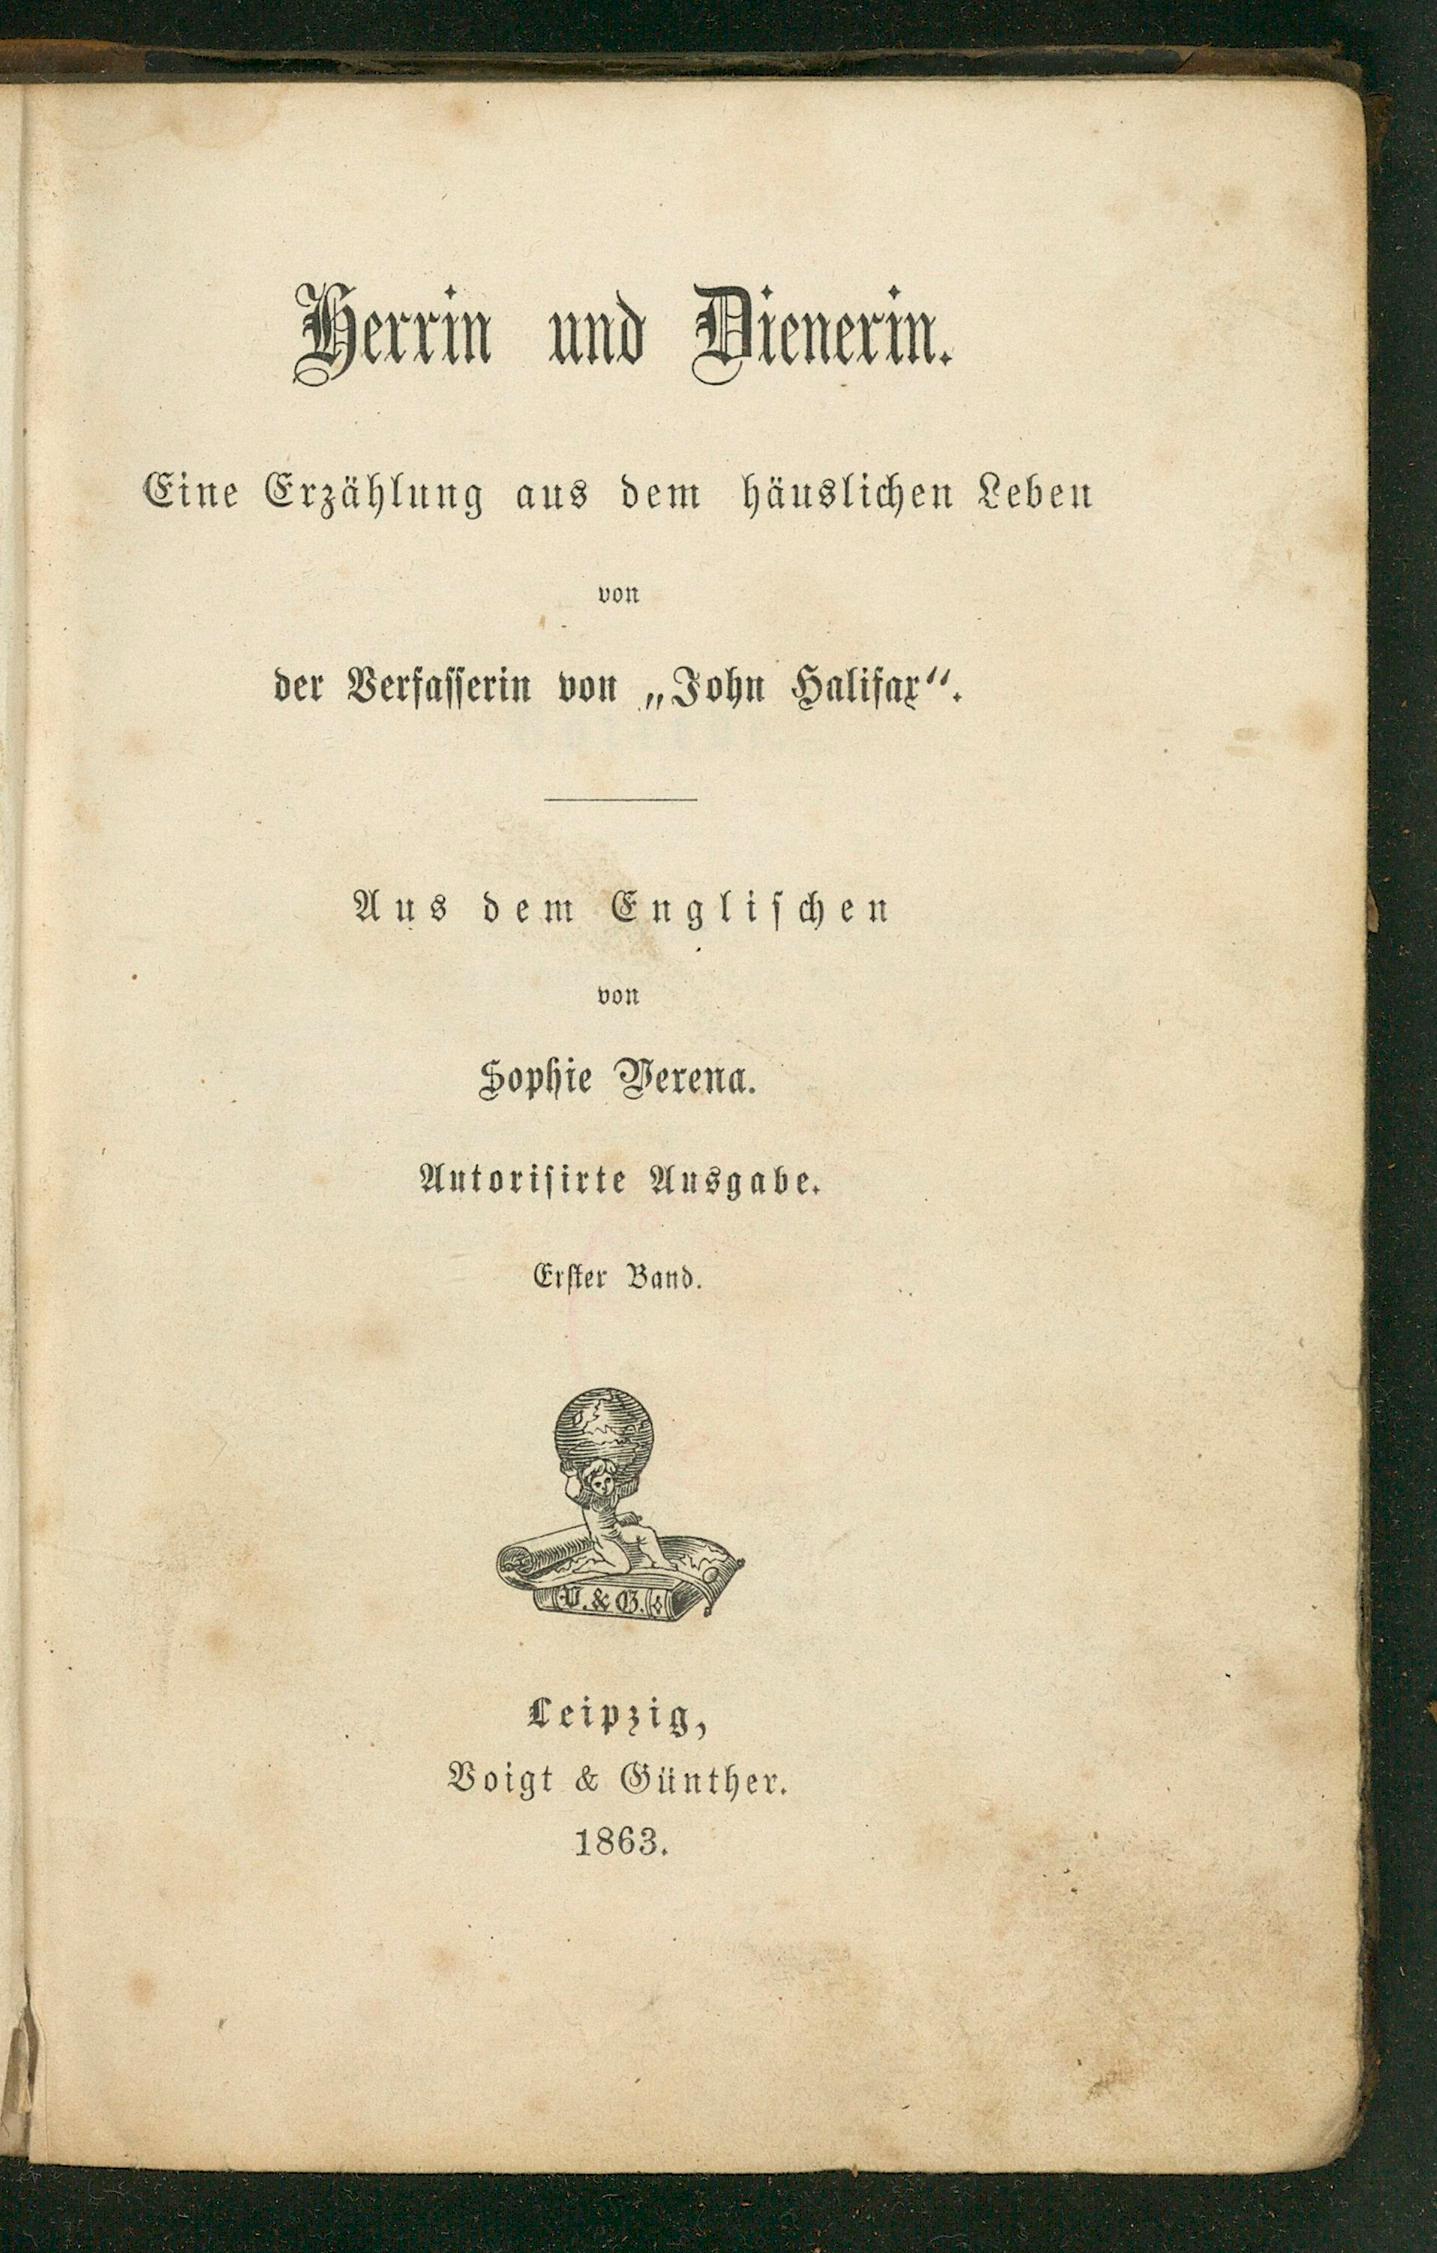 Herrin und Dienerin.
Eine Erzählung aus dem häuslichen Leben
von
der Verfasserin von „John Halifax“.
Aus dem Englischen
von
Sophie Verena.
Autorisirte Ausgabe.
Erster Band.
V. & G.
Leipzig,
Voigt & Günther.
1863.